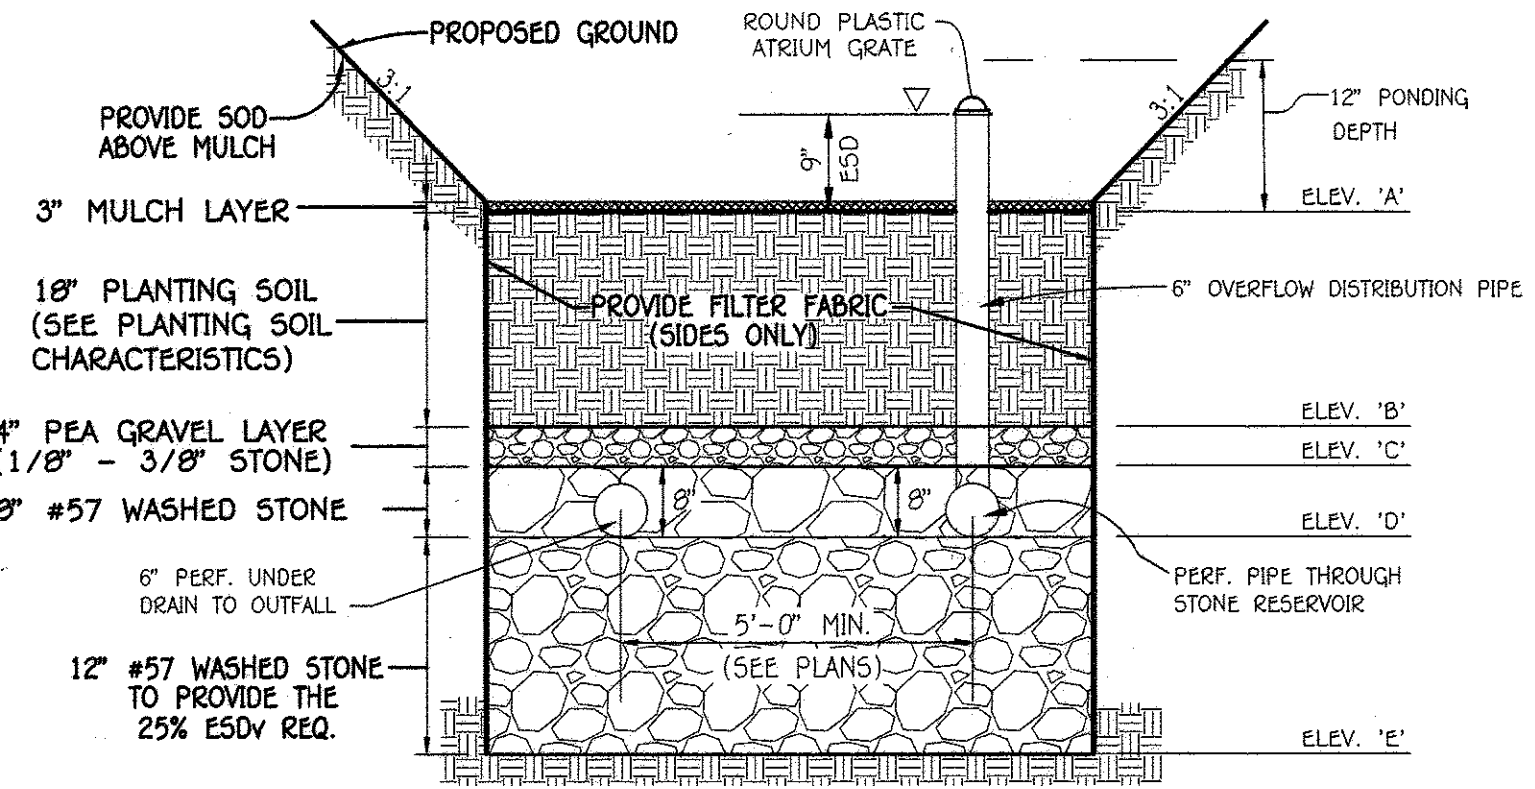 PROPOSED GROUND
ROUND PLASTIC
ATRIUM GRATE
3:1
3:1
12" PONDING
DEPTH
PROVIDE SOD
ABOVE MULCH
9"
ESD
3" MULCH LAYER
ELEV. 'A'
18" PLANTING SOIL
(SEE PLANTING SOIL
CHARACTERISTICS)
PROVIDE FILTER FABRIC
(SIDES ONLY)
6" OVERFLOW DISTRIBUTION PIPE
ELEV. 'B'
4" PEA GRAVEL LAYER
(1/8" - 3/8" STONE)
ELEV. 'C'
8" #57 WASHED STONE
8"
8"
ELEV. 'D'
6" PERF. UNDER
DRAIN TO OUTFALL
PERF. PIPE THROUGH
STONE RESERVOIR
5'-0" MIN.
(SEE PLANS)
12" #57 WASHED STONE
TO PROVIDE THE
25% ESDv REQ.
ELEV. 'E'